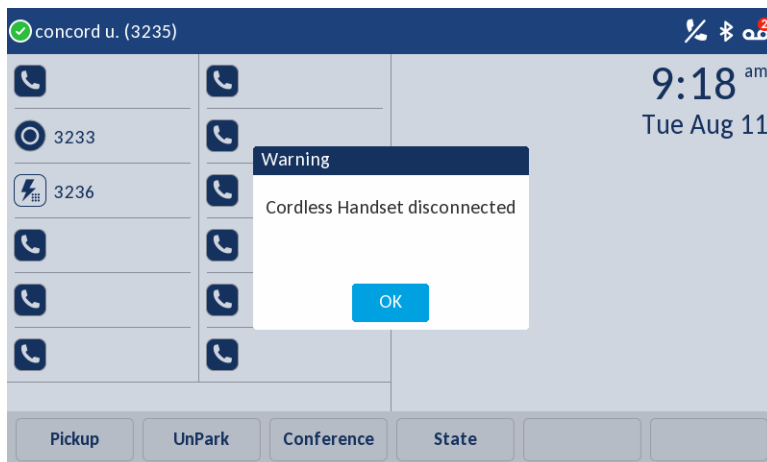 concord u. (3235)
2
9:18 am
Tue Aug 11
3233
3236
Warning
Cordless Handset disconnected
OK
Pickup UnPark Conference State